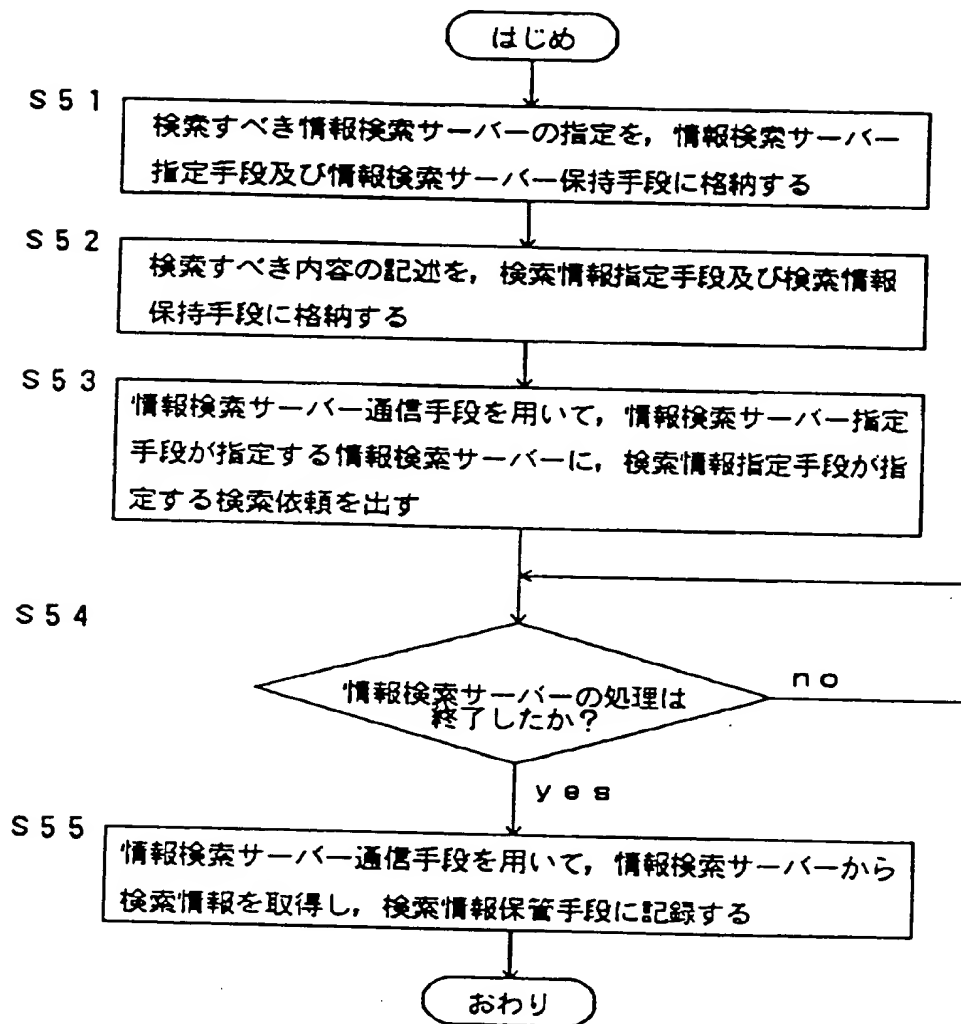 はじめ
S51
検索すべき情報検索サーバーの指定を，情報検索サーバー
指定手段及び情報検索サーバー保持手段に格納する
S52
検索すべき内容の記述を，検索情報指定手段及び検索情報
保持手段に格納する
S53
情報検索サーバー通信手段を用いて，情報検索サーバー指定
手段が指定する情報検索サーバーに，検索情報指定手段が指
定する検索依頼を出す
S54
情報検索サーバーの処理は
終了したか？
no
yes
S55
情報検索サーバー通信手段を用いて，情報検索サーバーから
検索情報を取得し，検索情報保管手段に記録する
おわり